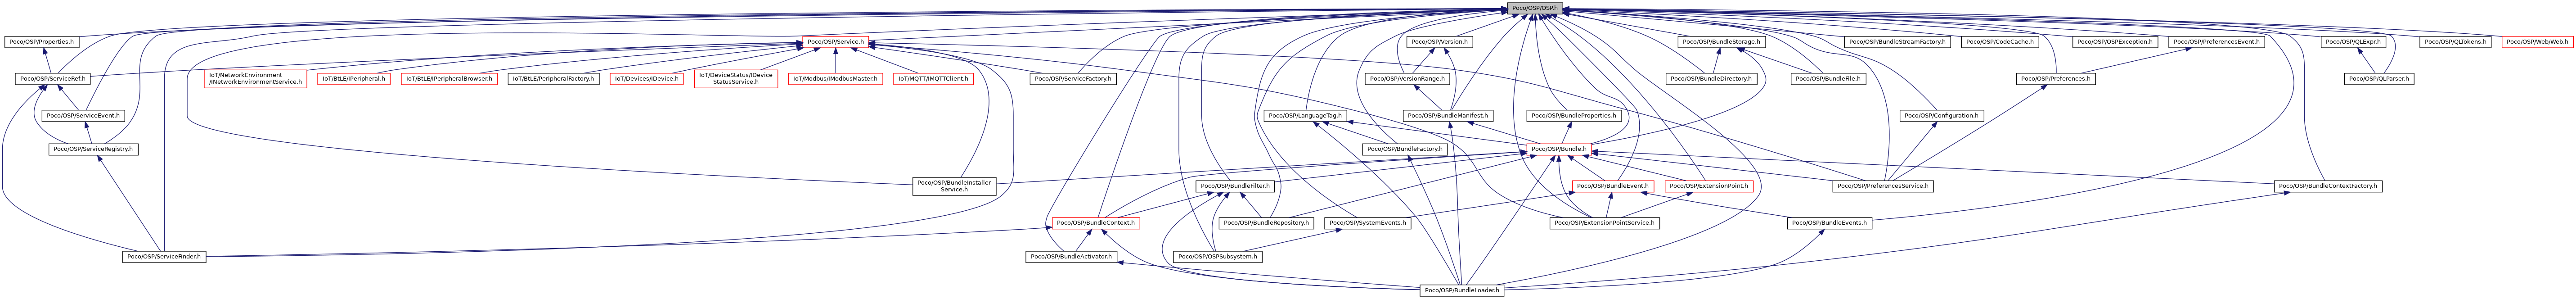 Poco/OSP/OSP.h
Poco/OSP/Properties.h
Poco/OSP/Service.h
Poco/OSP/Version.h
Poco/OSP/BundleStorage.h
Poco/OSP/BundleStreamFactory.h
Poco/OSP/CodeCache.h
Poco/OSP/OSPException.h
Poco/OSP/PreferencesEvent.h
Poco/OSP/QLExpr.h
Poco/OSP/QLTokens.h
Poco/OSP/Web/Web.h
Poco/OSP/ServiceRef.h
IoT/NetworkEnvironment
/INetworkEnvironmentService.h
IoT/BtLE/IPeripheral.h
IoT/BtLE/IPeripheralBrowser.h
IoT/BtLE/PeripheralFactory.h
IoT/Devices/IDevice.h
IoT/DeviceStatus/IDevice
StatusService.h
IoT/Modbus/IModbusMaster.h
IoT/MQTT/IMQTTClient.h
Poco/OSP/ServiceFactory.h
Poco/OSP/VersionRange.h
Poco/OSP/BundleDirectory.h
Poco/OSP/BundleFile.h
Poco/OSP/Preferences.h
Poco/OSP/QLParser.h
Poco/OSP/ServiceEvent.h
Poco/OSP/LanguageTag.h
Poco/OSP/BundleManifest.h
Poco/OSP/BundleProperties.h
Poco/OSP/Configuration.h
Poco/OSP/ServiceRegistry.h
Poco/OSP/BundleFactory.h
Poco/OSP/Bundle.h
Poco/OSP/BundleInstaller
Service.h
Poco/OSP/BundleFilter.h
Poco/OSP/BundleEvent.h
Poco/OSP/ExtensionPoint.h
Poco/OSP/PreferencesService.h
Poco/OSP/BundleContextFactory.h
Poco/OSP/BundleContext.h
Poco/OSP/BundleRepository.h
Poco/OSP/SystemEvents.h
Poco/OSP/ExtensionPointService.h
Poco/OSP/BundleEvents.h
Poco/OSP/ServiceFinder.h
Poco/OSP/BundleActivator.h
Poco/OSP/OSPSubsystem.h
Poco/OSP/BundleLoader.h